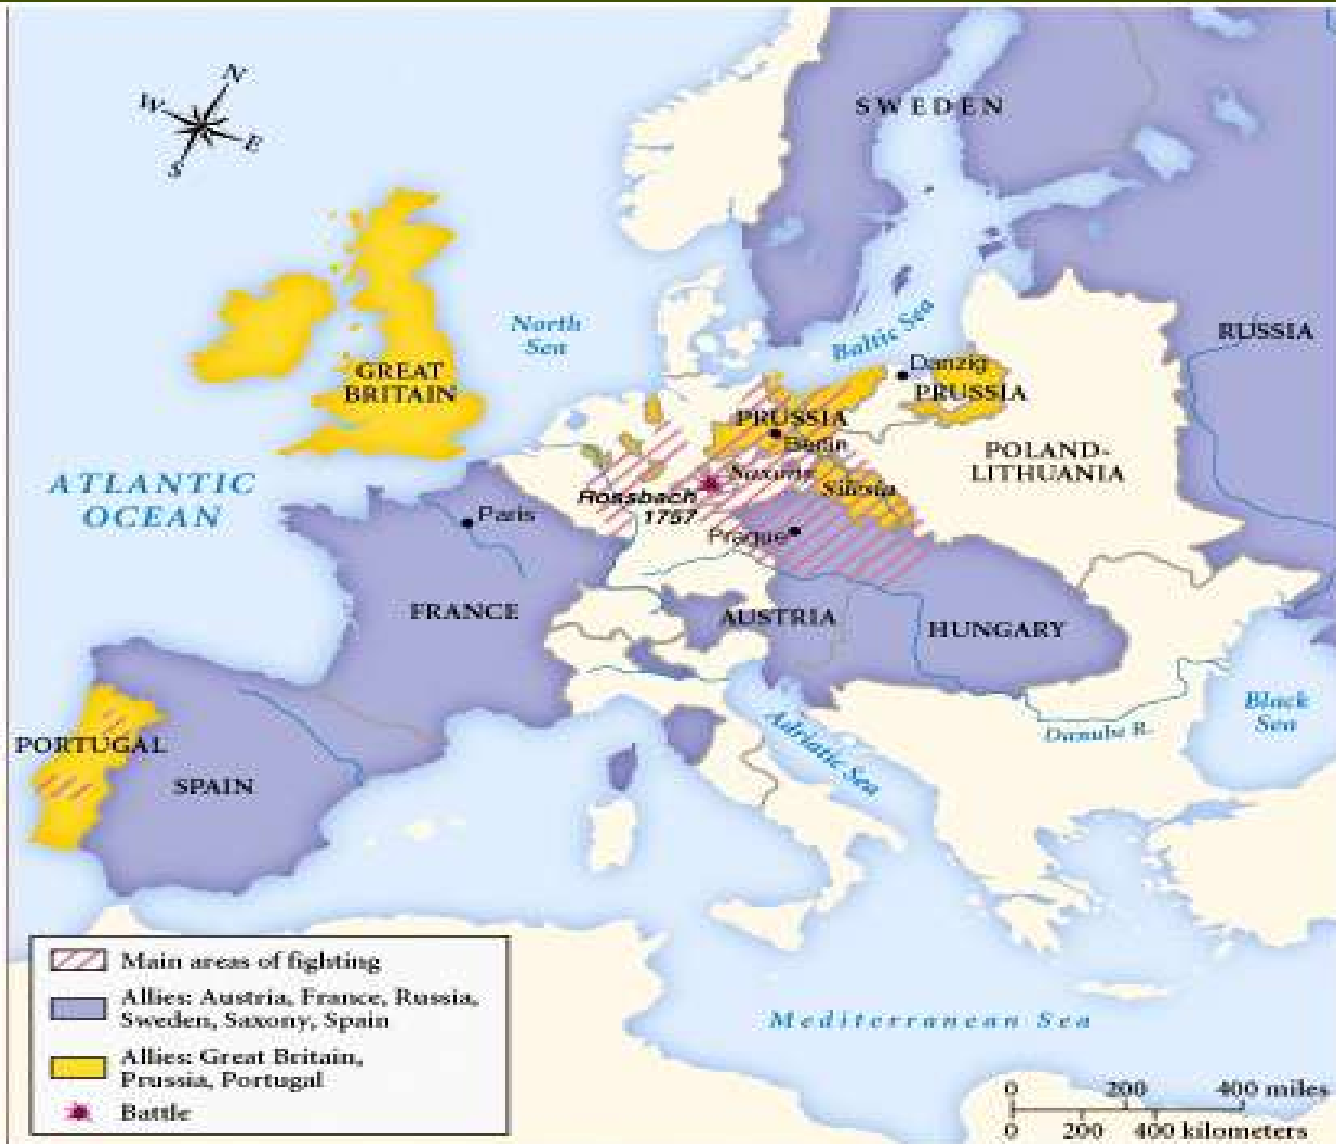 N
W
E
S
SWEDEN
RUSSIA
North
Sea
Baltic Sea
GREAT
BRITAIN
Danzig
PRUSSIA
PRUSSIA
Berlin
POLAND-
LITHUANIA
Saxony
Silesia
ATLANTIC
OCEAN
Rossbach
1757
Paris
Prague
FRANCE
AUSTRIA
HUNGARY
Black
Sea
Danube R.
Adriatic Sea
PORTUGAL
SPAIN
Mediterranean Sea
Main areas of fighting
Allies: Austria, France, Russia,
Sweden, Saxony, Spain
Allies: Great Britain,
Prussia, Portugal
Battle
0 200 400 miles
0 200 400 kilometers